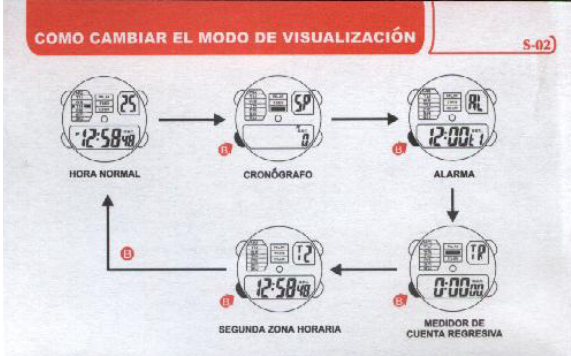 COMO CAMBIAR EL MODO DE VISUALIZACIÓN
S-02
25
12:58 48
HORA NORMAL
SP
0
B
CRONÓGRAFO
AL
12:00 t1
B
ALARMA
TR
0:00 00
B
MEDIDOR DE
CUENTA REGRESIVA
T2
12:58 48
B
SEGUNDA ZONA HORARIA
B